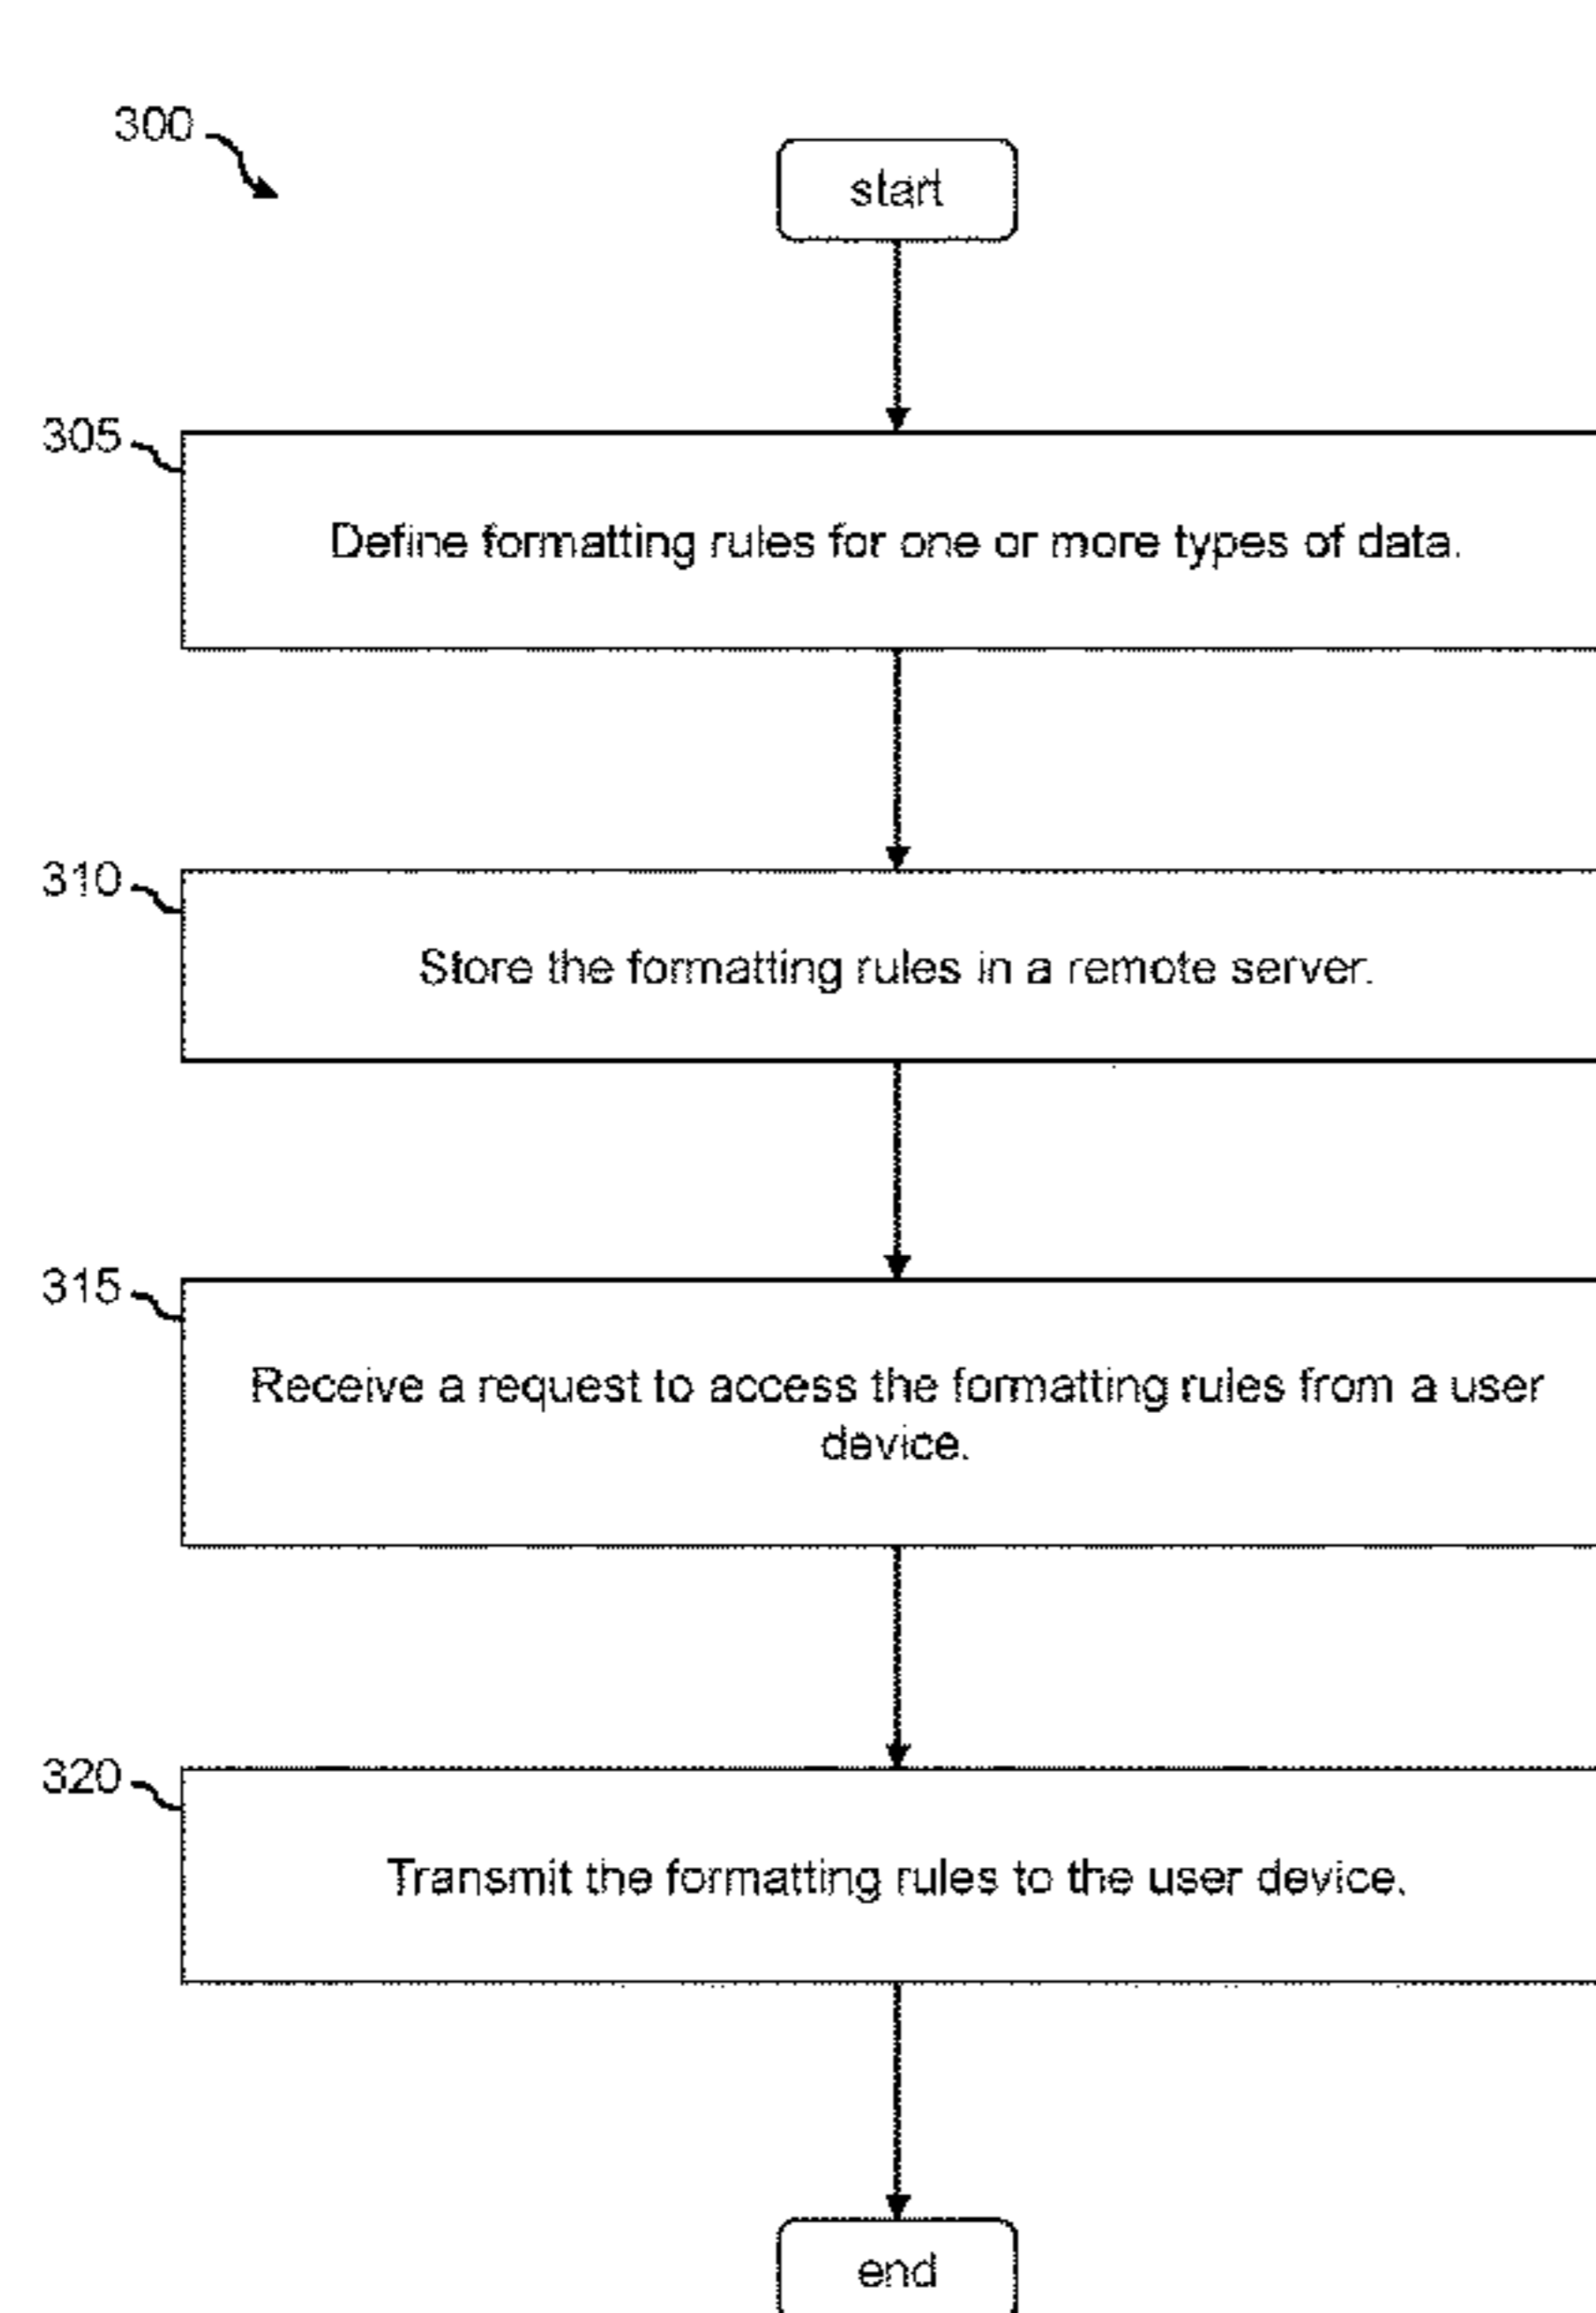 300
start
305
Define formatting rules for one or more types of data.
310
Store the formatting rules in a remote server.
315
Receive a request to access the formatting rules from a user
device.
320
Transmit the formatting rules to the user device.
end